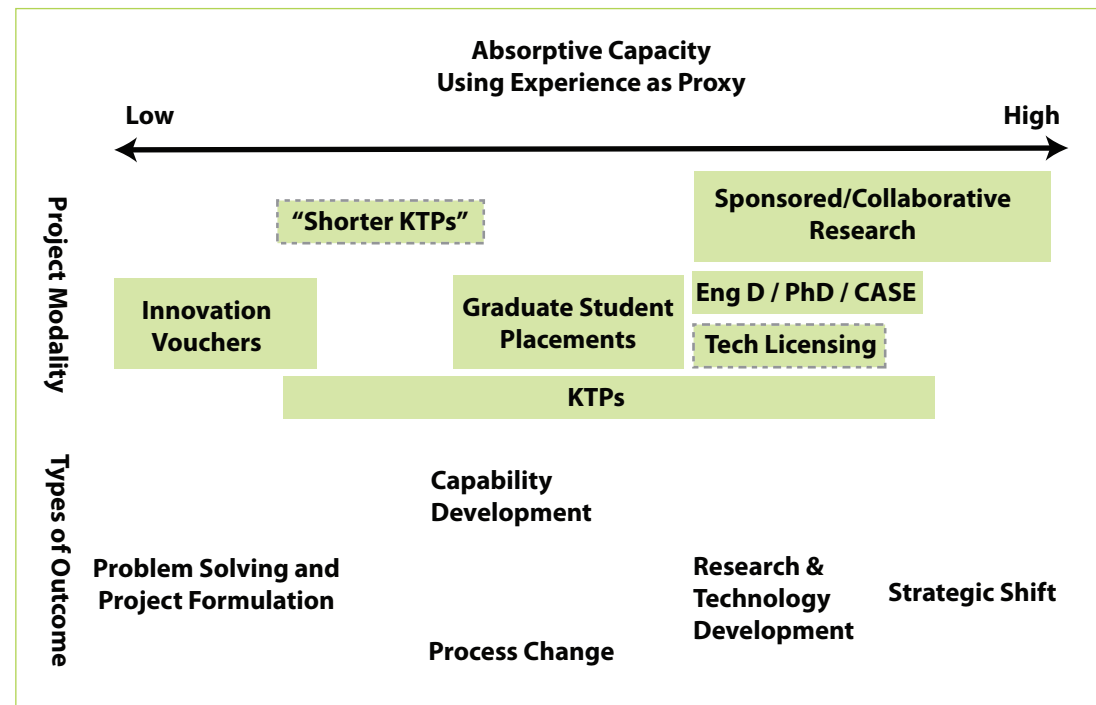 Absorptive Capacity
Using Experience as Proxy
Low
High
Project Modality
“Shorter KTPs”
Sponsored/Collaborative
Research
Innovation
Vouchers
Graduate Student
Placements
Eng D / PhD / CASE
Tech Licensing
KTPs
Types of Outcome
Capability
Development
Problem Solving and
Project Formulation
Research &
Technology
Development
Strategic Shift
Process Change